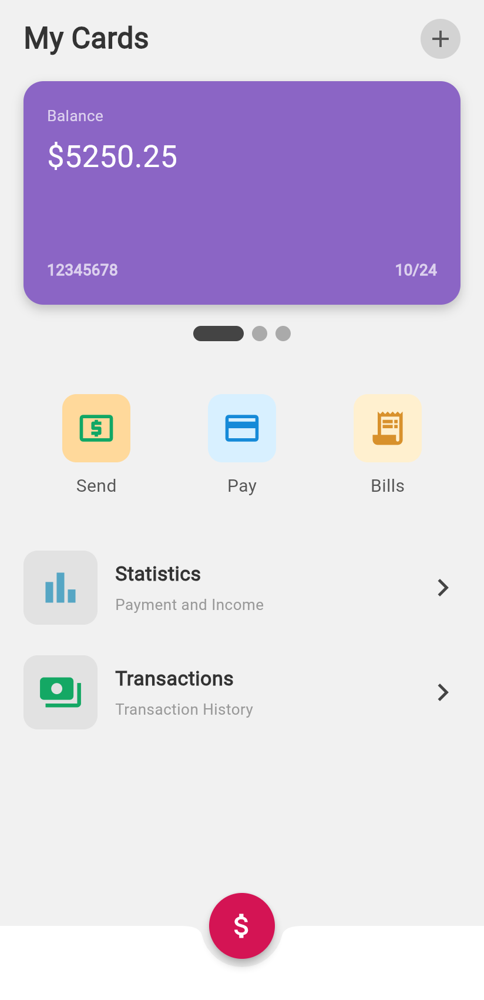 My Cards
Balance
$5250.25
12345678 10/24
Send Pay Bills
Statistics
Payment and Income
Transactions
Transaction History
$